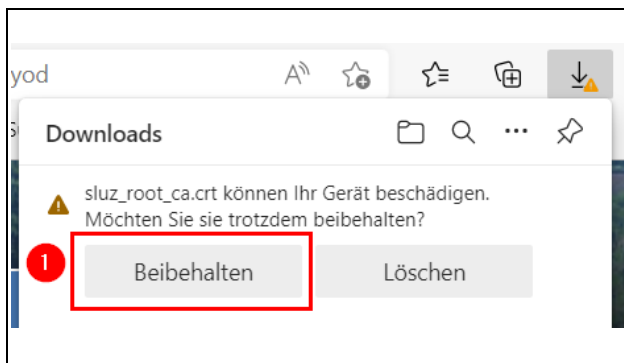 yod
A
Downloads
sluz_root_ca.crt können Ihr Gerät beschädigen.
Möchten Sie sie trotzdem beibehalten?
1
Beibehalten
Löschen